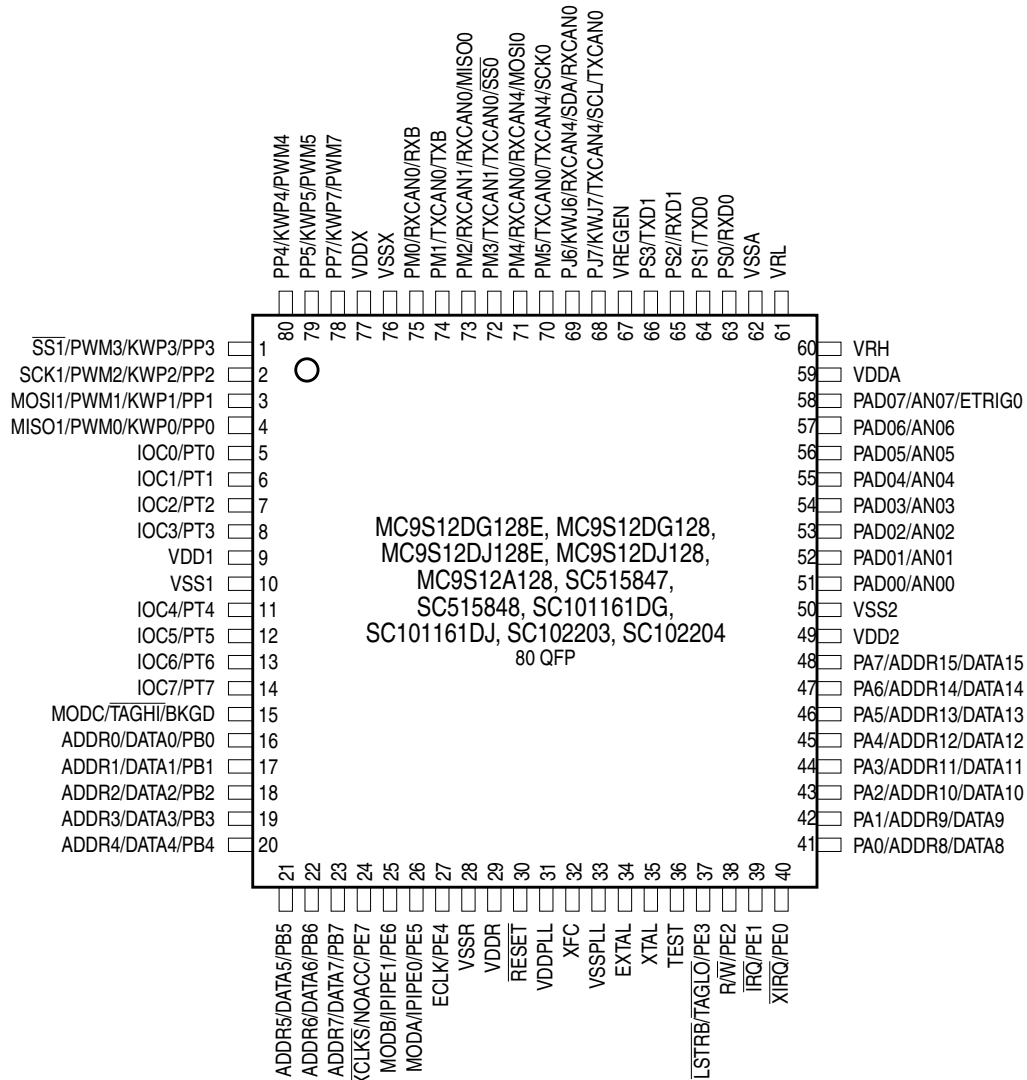 PP4/KWP4/PWM4
PP5/KWP5/PWM5
PP7/KWP7/PWM7
VDDX
VSSX
PM0/RXCAN0/RXB
PM1/TXCAN0/TXB
PM2/RXCAN1/RXCAN0/MISO0
PM3/TXCAN1/TXCAN0/SS0
PM4/RXCAN0/RXCAN4/MOSI0
PM5/TXCAN0/TXCAN4/SCK0
PJ6/KWJ6/RXCAN4/SDA/RXCAN0
PJ7/KWJ7/TXCAN4/SCL/TXCAN0
VREGEN
PS3/TXD1
PS2//RXD1
PS1/TXD0
PS0/RXD0
VSSA
VRL
80 79 78 77 76 75 74 73 72 71 70 69 68 67 66 65 64 63 62 61
SS1/PWM3/KWP3/PP3 1
SCK1/PWM2/KWP2/PP2 2
MOSI1/PWM1/KWP1/PP1 3
MISO1/PWM0/KWP0/PP0 4
IOC0/PT0 5
IOC1/PT1 6
IOC2/PT2 7
IOC3/PT3 8
VDD1 9
VSS1 10
IOC4/PT4 11
IOC5/PT5 12
IOC6/PT6 13
IOC7/PT7 14
MODC/TAGHI/BKGD 15
ADDR0/DATA0/PB0 16
ADDR1/DATA1/PB1 17
ADDR2/DATA2/PB2 18
ADDR3/DATA3/PB3 19
ADDR4/DATA4/PB4 20
MC9S12DG128E, MC9S12DG128,
MC9S12DJ128E, MC9S12DJ128,
MC9S12A128, SC515847,
SC515848, SC101161DG,
SC101161DJ, SC102203, SC102204
80 QFP
60 VRH
59 VDDA
58 PAD07/AN07/ETRIG0
57 PAD06/AN06
56 PAD05/AN05
55 PAD04/AN04
54 PAD03/AN03
53 PAD02/AN02
52 PAD01/AN01
51 PAD00/AN00
50 VSS2
49 VDD2
48 PA7/ADDR15/DATA15
47 PA6/ADDR14/DATA14
46 PA5/ADDR13/DATA13
45 PA4/ADDR12/DATA12
44 PA3/ADDR11/DATA11
43 PA2/ADDR10/DATA10
42 PA1/ADDR9/DATA9
41 PA0/ADDR8/DATA8
21 22 23 24 25 26 27 28 29 30 31 32 33 34 35 36 37 38 39 40
ADDR5/DATA5/PB5
ADDR6/DATA6/PB6
ADDR7/DATA7/PB7
XCLKS/NOACC/PE7
MODB/IPIPE1/PE6
MODA/IPIPE0/PE5
ECLK/PE4
VSSR
VDDR
RESET
VDDPLL
XFC
VSSPLL
EXTAL
XTAL
TEST
LSTRB/TAGLO/PE3
R/W/PE2
IRQ/PE1
XIRQ/PE0